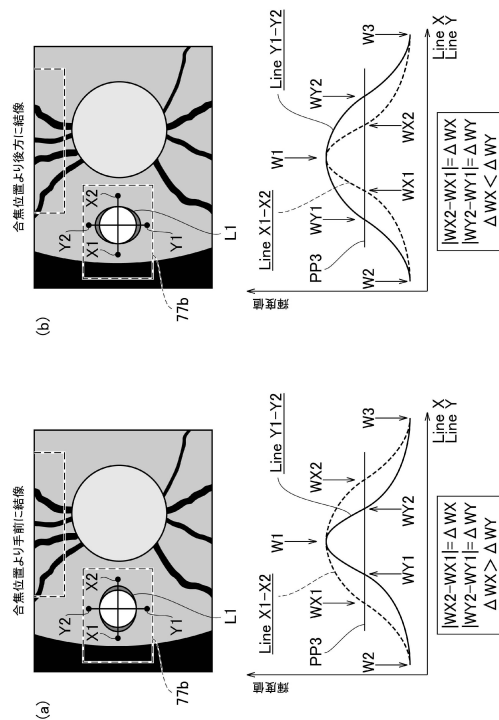 (a)
合焦位置より手前に結像
Y2
X1
X2
Y1
L1
77b
輝度値
Line X1-X2
Line Y1-Y2
W1
WX1
WX2
PP3
W2
WY1
WY2
W3
Line X
Line Y
|WX2-WX1|=ΔWX
|WY2-WY1|=ΔWY
ΔWX>ΔWY
(b)
合焦位置より後方に結像
Y2
X1
X2
Y1
L1
77b
輝度値
Line X1-X2
Line Y1-Y2
W1
WY1
WY2
PP3
W2
WX1
WX2
W3
Line X
Line Y
|WX2-WX1|=ΔWX
|WY2-WY1|=ΔWY
ΔWX<ΔWY